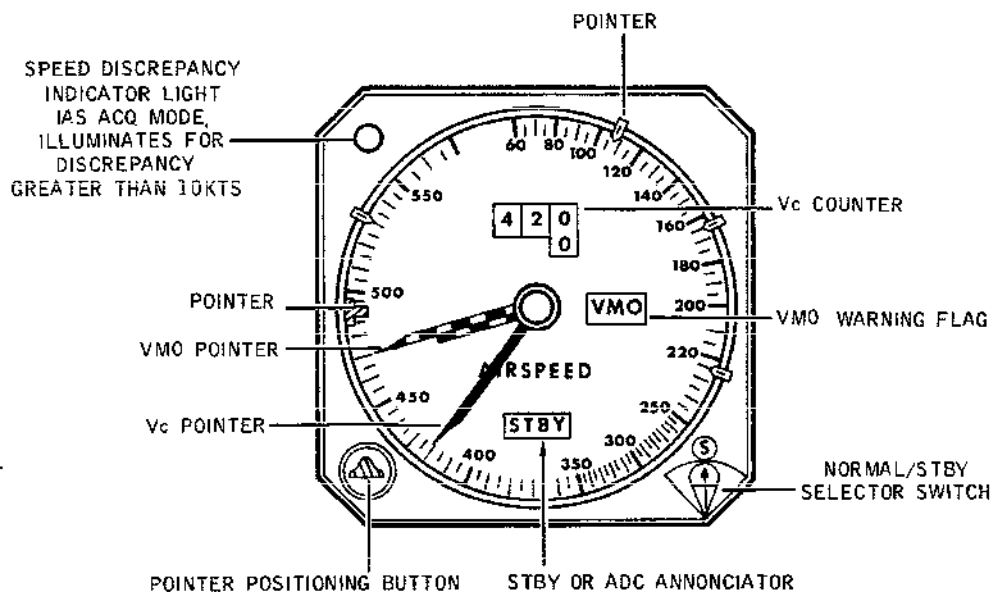 POINTER
SPEED DISCREPANCY
INDICATOR LIGHT
IAS ACQ MODE,
ILLUMINATES FOR
DISCREPANCY
GREATER THAN 10KTS
60
80
100
120
140
160
180
200
220
250
300
350
400
450
500
550
4 2 0
0
Vc COUNTER
VMO
VMO WARNING FLAG
POINTER
VMO POINTER
AIRSPEED
Vc POINTER
STBY
S
NORMAL/STBY
SELECTOR SWITCH
POINTER POSITIONING BUTTON
STBY OR ADC ANNONCIATOR